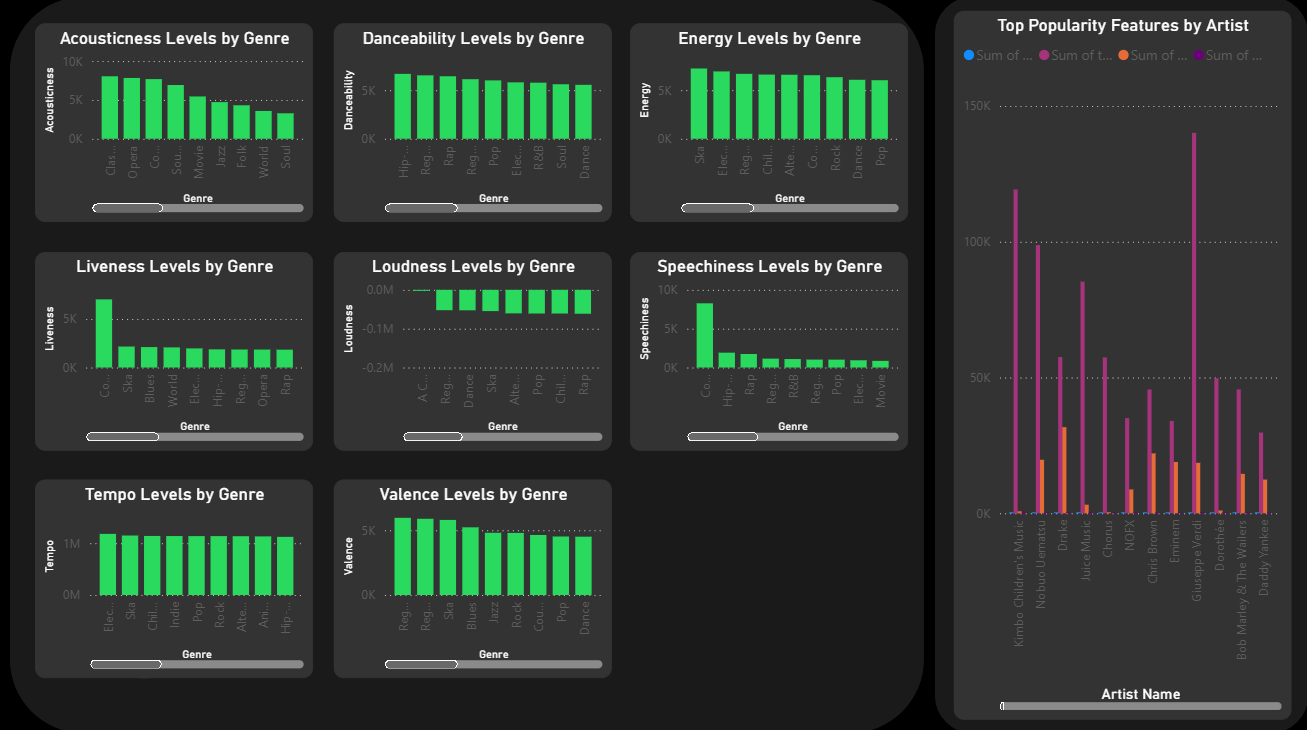 Acousticness Levels by Genre
Acousticness
10K
5K
0K
Clas...
Opera
Co...
Sou...
Movie
Jazz
Folk
World
Soul
Genre
Danceability Levels by Genre
Danceability
5K
0K
Hip-...
Reg...
Rap
Reg...
Pop
Elec...
R&B
Soul
Dance
Genre
Energy Levels by Genre
Energy
5K
0K
Ska
Elec...
Reg...
Chil...
Alte...
Co...
Rock
Dance
Pop
Genre
Liveness Levels by Genre
Liveness
5K
0K
Co...
Ska
Blues
World
Elec...
Hip-...
Reg...
Opera
Rap
Genre
Loudness Levels by Genre
Loudness
0.0M
-0.1M
-0.2M
A C...
Reg...
Dance
Ska
Alte...
Pop
Chil...
Rap
Genre
Speechiness Levels by Genre
Speechiness
10K
5K
0K
Co...
Hip-...
Rap
Reg...
R&B
Reg...
Pop
Elec...
Movie
Genre
Tempo Levels by Genre
Tempo
1M
0M
Elec...
Ska
Chil...
Indie
Pop
Rock
Alte...
Ani...
Hip-...
Genre
Valence Levels by Genre
Valence
5K
0K
Reg...
Reg...
Ska
Blues
Jazz
Rock
Cou...
Pop
Dance
Genre
Top Popularity Features by Artist
Sum of ...
Sum of t...
Sum of ...
Sum of ...
150K
100K
50K
0K
Kimbo Children's Music
Nobuo Uematsu
Drake
Juice Music
Chorus
NOFX
Chris Brown
Eminem
Giuseppe Verdi
Dorothée
Bob Marley & The Wailers
Daddy Yankee
Artist Name